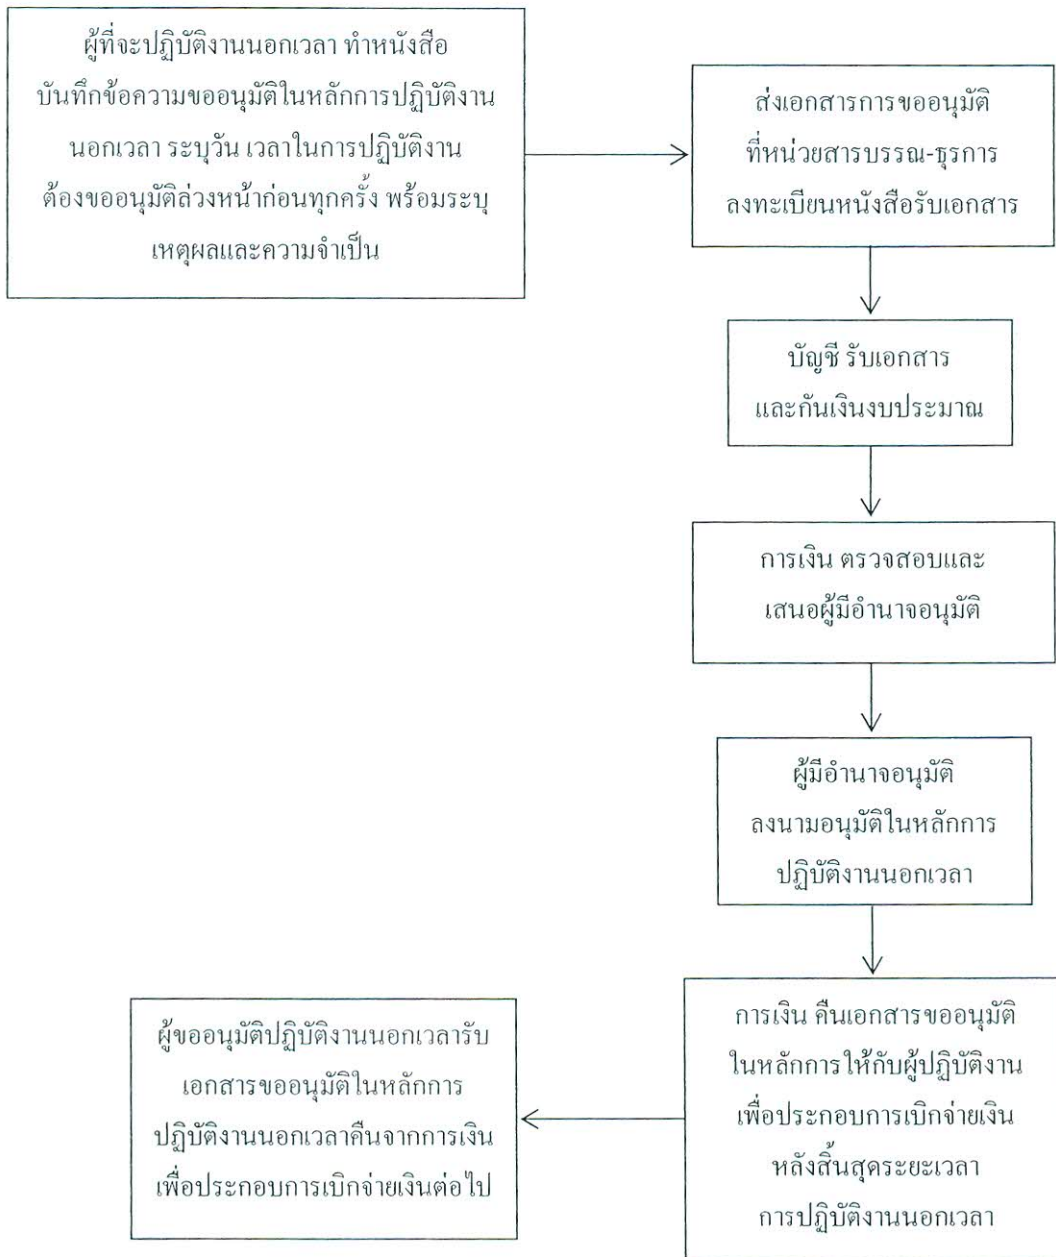 ผู้ที่จะปฏิบัติงานนอกเวลา ทำหนังสือ
บันทึกข้อความขออนุมัติในหลักการปฏิบัติงาน
นอกเวลา ระบุวัน เวลาในการปฏิบัติงาน
ต้องขออนุมัติล่วงหน้าก่อนทุกครั้ง พร้อมระบุ
เหตุผลและความจำเป็น
ส่งเอกสารการขออนุมัติ
ที่หน่วยสารบรรณ-ธุรการ
ลงทะเบียนหนังสือรับเอกสาร
บัญชี รับเอกสาร
และกันเงินงบประมาณ
การเงิน ตรวจสอบและ
เสนอผู้มีอำนาจอนุมัติ
ผู้มีอำนาจอนุมัติ
ลงนามอนุมัติในหลักการ
ปฏิบัติงานนอกเวลา
การเงิน คืนเอกสารขออนุมัติ
ในหลักการให้กับผู้ปฏิบัติงาน
เพื่อประกอบการเบิกจ่ายเงิน
หลังสิ้นสุดระยะเวลา
การปฏิบัติงานนอกเวลา
ผู้ขออนุมัติปฏิบัติงานนอกเวลารับ
เอกสารขออนุมัติในหลักการ
ปฏิบัติงานนอกเวลาคืนจากการเงิน
เพื่อประกอบการเบิกจ่ายเงินต่อไป